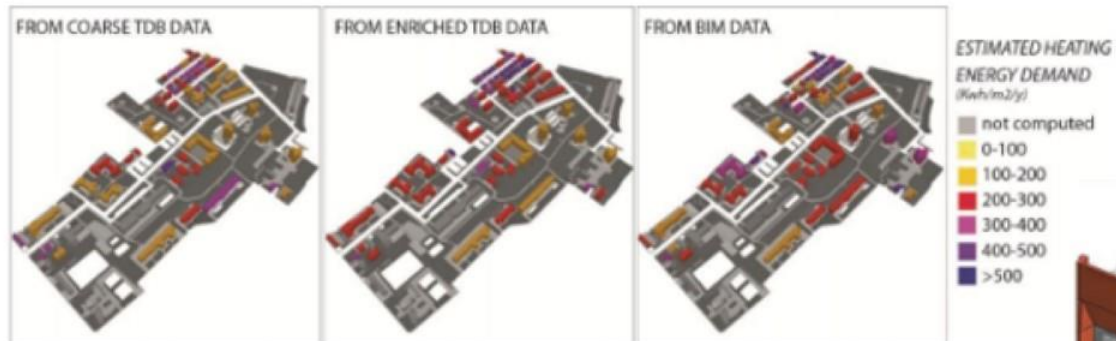 FROM COARSE TDB DATA
FROM ENRICHED TDB DATA
FROM BIM DATA
ESTIMATED HEATING
ENERGY DEMAND
(Kwh/m2/y)
not computed
0-100
100-200
200-300
300-400
400-500
>500